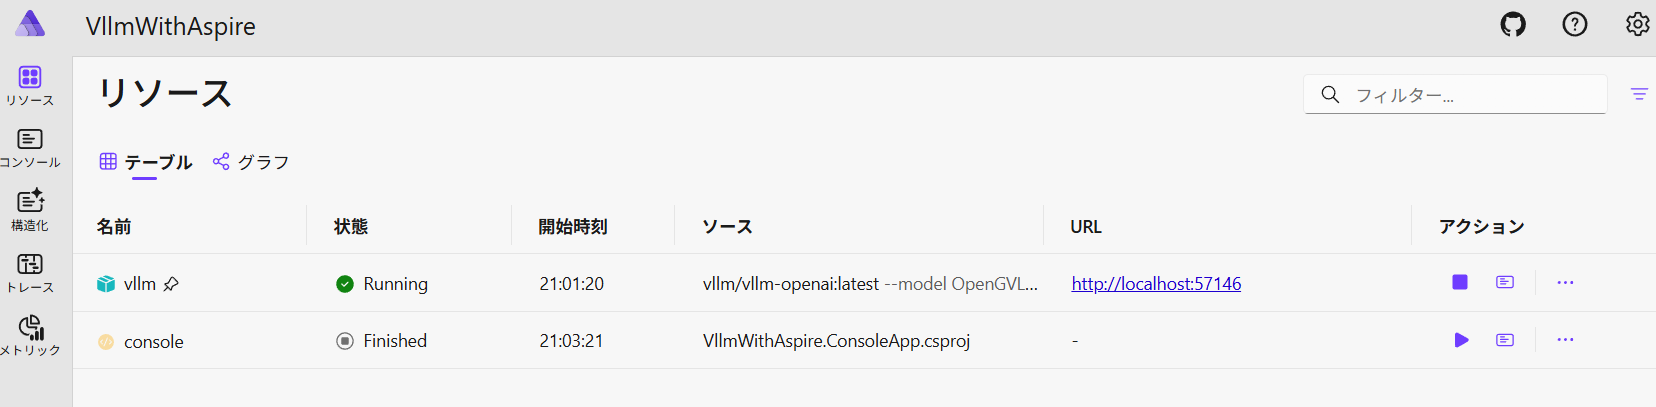 VllmWithAspire
リソース
コンソール
構造化
トレース
メトリック
リソース
フィルター...
テーブル グラフ
名前 状態 開始時刻 ソース URL アクション
vllm Running 21:01:20 vllm/vllm-openai:latest --model OpenGVL... http://localhost:57146
console Finished 21:03:21 VllmWithAspire.ConsoleApp.csproj -